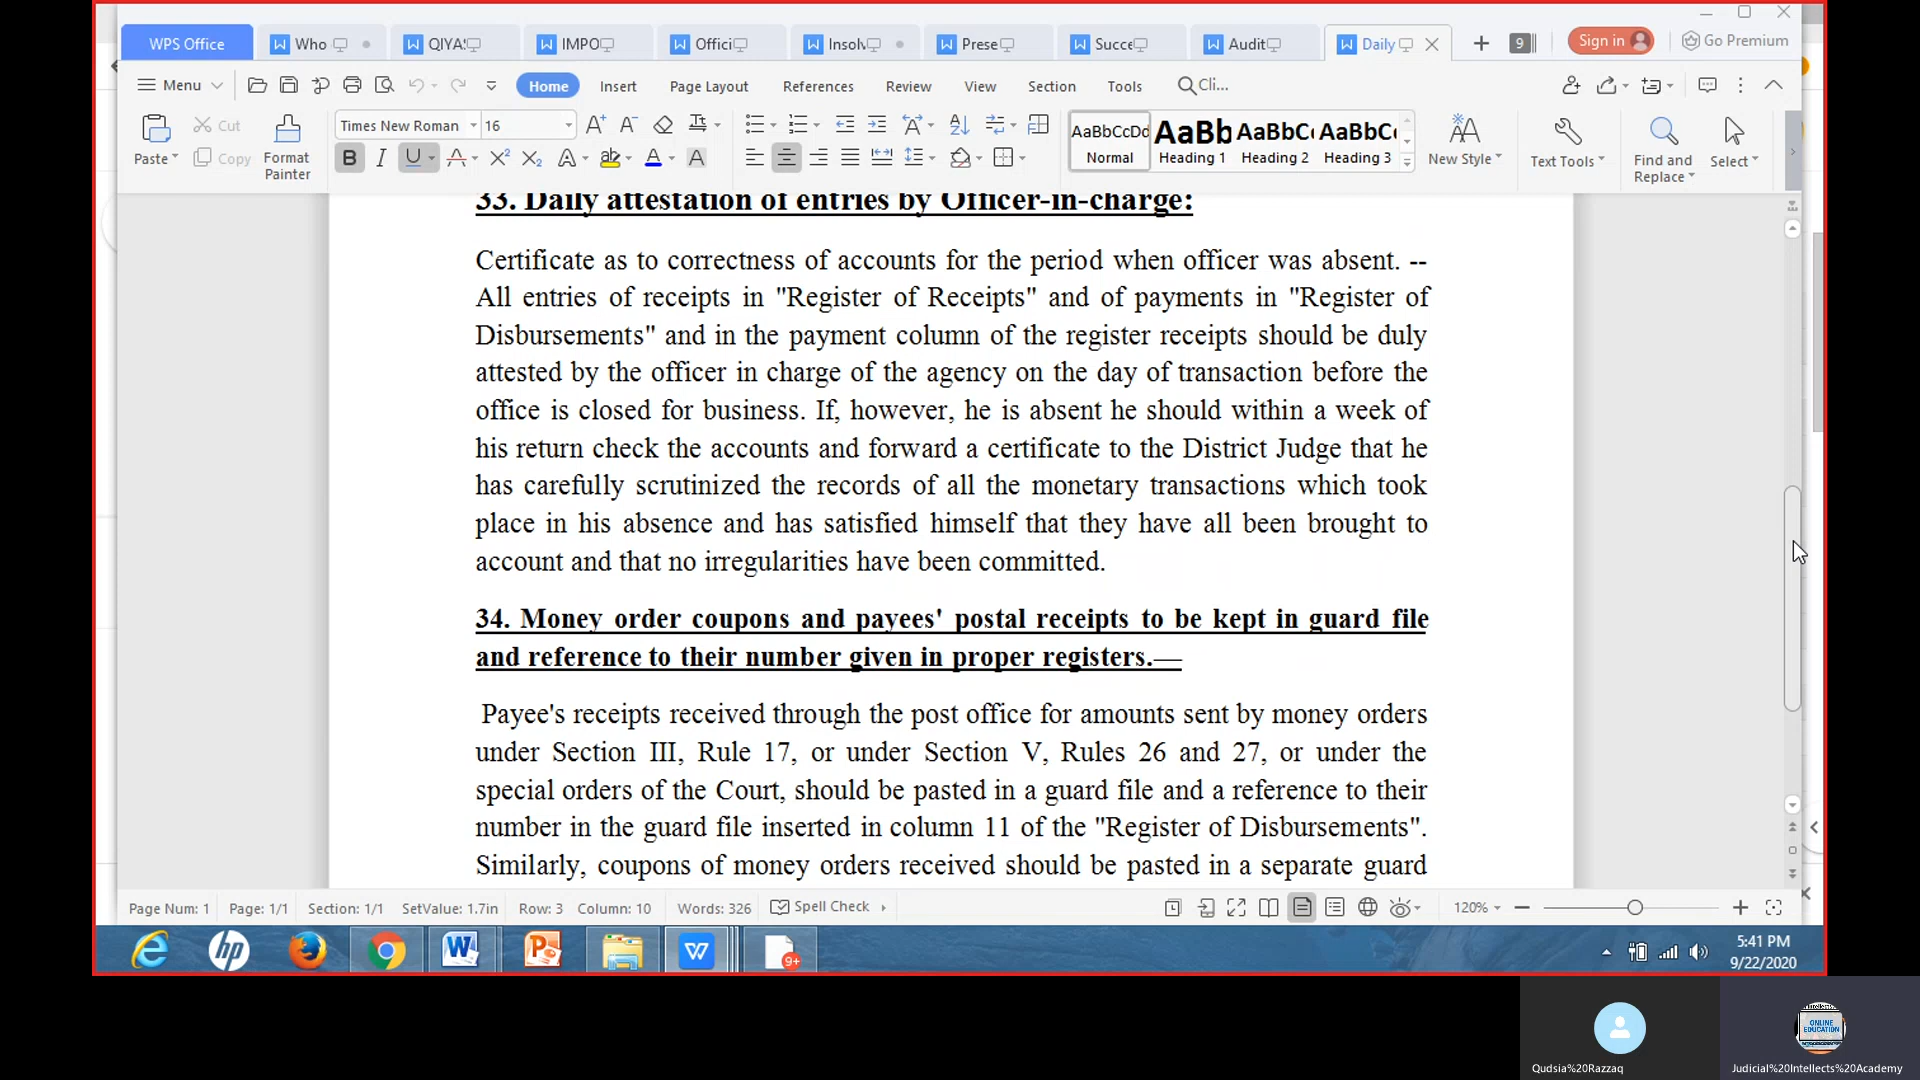 WPS Office
Who
QIYAS
IMPO
Offici
Insolv
Prese
Succe
Audit
Daily
9
Sign in
Go Premium
Menu
Home
Insert
Page Layout
References
Review
View
Section
Tools
Cli...
Paste
Cut
Copy
Format Painter
Times New Roman
16
AaBbCcDd
AaBb
AaBbC
AaBbC
Normal
Heading 1
Heading 2
Heading 3
New Style
Text Tools
Find and Replace
Select
33. Daily attestation of entries by Officer-in-charge:
Certificate as to correctness of accounts for the period when officer was absent. --
All entries of receipts in "Register of Receipts" and of payments in "Register of
Disbursements" and in the payment column of the register receipts should be duly
attested by the officer in charge of the agency on the day of transaction before the
office is closed for business. If, however, he is absent he should within a week of
his return check the accounts and forward a certificate to the District Judge that he
has carefully scrutinized the records of all the monetary transactions which took
place in his absence and has satisfied himself that they have all been brought to
account and that no irregularities have been committed.
34. Money order coupons and payees' postal receipts to be kept in guard file
and reference to their number given in proper registers.—
Payee's receipts received through the post office for amounts sent by money orders
under Section III, Rule 17, or under Section V, Rules 26 and 27, or under the
special orders of the Court, should be pasted in a guard file and a reference to their
number in the guard file inserted in column 11 of the "Register of Disbursements".
Similarly, coupons of money orders received should be pasted in a separate guard
Page Num: 1
Page: 1/1
Section: 1/1
SetValue: 1.7in
Row: 3
Column: 10
Words: 326
Spell Check
120%
9+
5:41 PM
9/22/2020
ONLINE
EDUCATION
Qudsia%20Razzaq
Judicial%20Intellects%20Academy